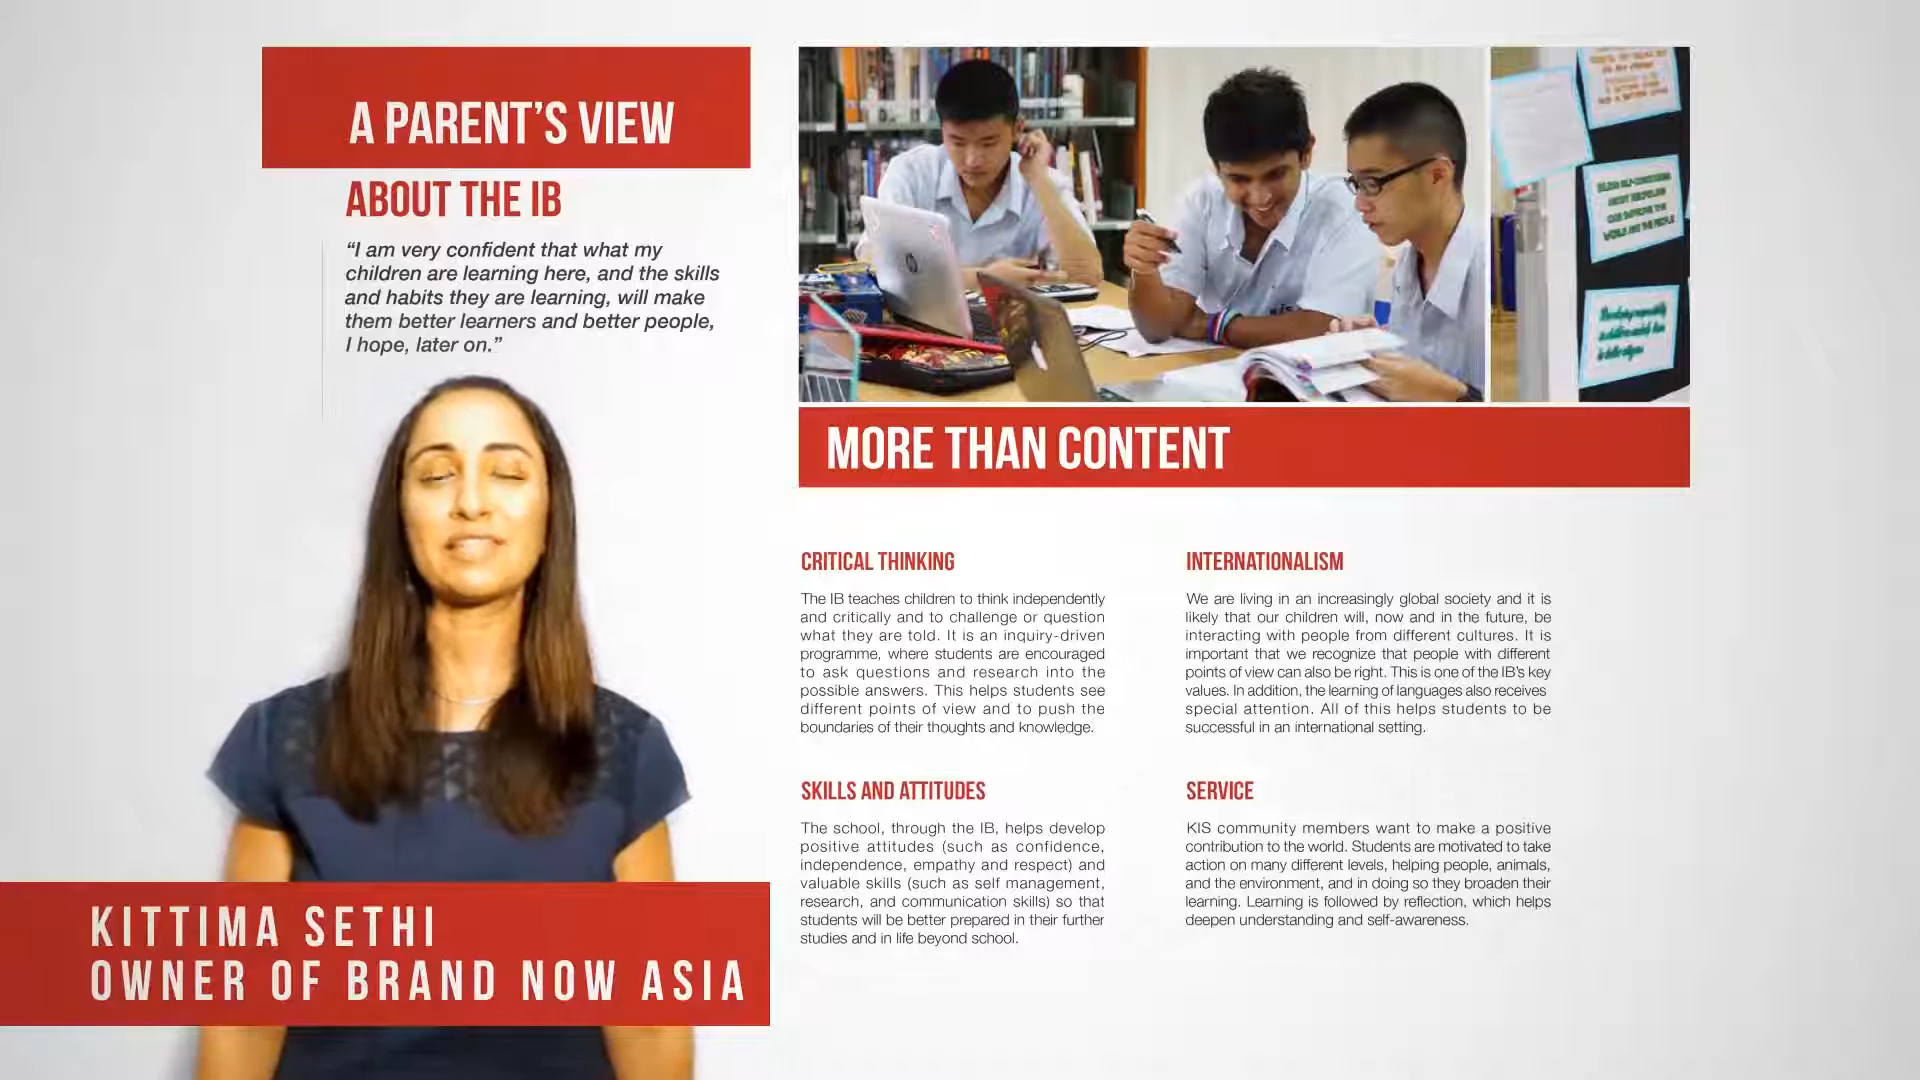 A PARENT’S VIEW
ABOUT THE IB
“I am very confident that what my
children are learning here, and the skills
and habits they are learning, will make
them better learners and better people,
I hope, later on.”
KITTIMA SETHI
OWNER OF BRAND NOW ASIA
MORE THAN CONTENT
CRITICAL THINKING
The IB teaches children to think independently
and critically and to challenge or question
what they are told. It is an inquiry-driven
programme, where students are encouraged
to ask questions and research into the
possible answers. This helps students see
different points of view and to push the
boundaries of their thoughts and knowledge.
SKILLS AND ATTITUDES
The school, through the IB, helps develop
positive attitudes (such as confidence,
independence, empathy and respect) and
valuable skills (such as self management,
research, and communication skills) so that
students will be better prepared in their further
studies and in life beyond school.
INTERNATIONALISM
We are living in an increasingly global society and it is
likely that our children will, now and in the future, be
interacting with people from different cultures. It is
important that we recognize that people with different
points of view can also be right. This is one of the IB’s key
values. In addition, the learning of languages also receives
special attention. All of this helps students to be
successful in an international setting.
SERVICE
KIS community members want to make a positive
contribution to the world. Students are motivated to take
action on many different levels, helping people, animals,
and the environment, and in doing so they broaden their
learning. Learning is followed by reflection, which helps
deepen understanding and self-awareness.